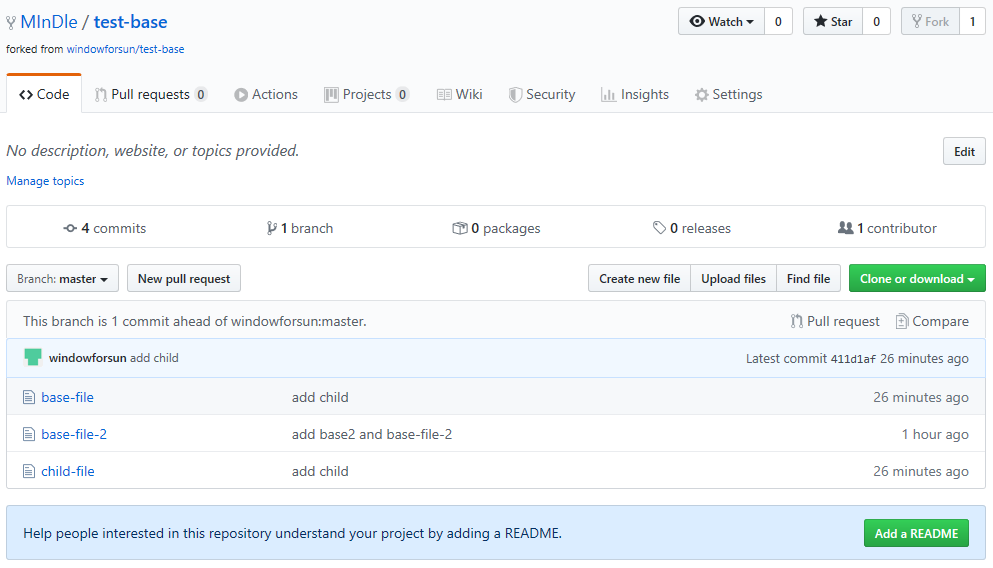 MInDle / test-base Watch 0 Star 0 Fork 1
forked from windowforsun/test-base
Code Pull requests 0 Actions Projects 0 Wiki Security Insights Settings
No description, website, or topics provided. Edit
Manage topics
4 commits 1 branch 0 packages 0 releases 1 contributor
Branch: master New pull request Create new file Upload files Find file Clone or download
This branch is 1 commit ahead of windowforsun:master. Pull request Compare
windowforsun add child Latest commit 411d1af 26 minutes ago
base-file add child 26 minutes ago
base-file-2 add base2 and base-file-2 1 hour ago
child-file add child 26 minutes ago
Help people interested in this repository understand your project by adding a README. Add a README